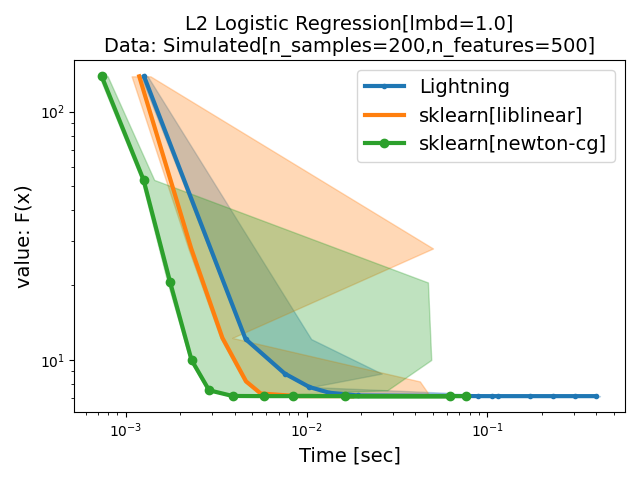 L2 Logistic Regression[lmbd=1.0]
Data: Simulated[n_samples=200,n_features=500]
Lightning
sklearn[liblinear]
sklearn[newton-cg]
value: F(x)
10²
10¹
10⁻³
10⁻²
10⁻¹
Time [sec]